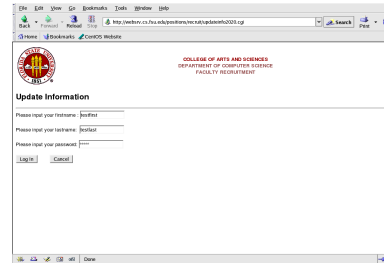 File Edit View Go Bookmarks Tools Window Help
Back Forward Reload Stop http://websrv.cs.fsu.edu/positions/recruit/updateinfo2020.cgi Search Print
Home Bookmarks CentOS Website
COLLEGE OF ARTS AND SCIENCES
DEPARTMENT OF COMPUTER SCIENCE
FACULTY RECRUITMENT
1851
Update Information
Please input your firstname : testfirst
Please input your lastname: testlast
Please input your password: *****
Log In Cancel
Done